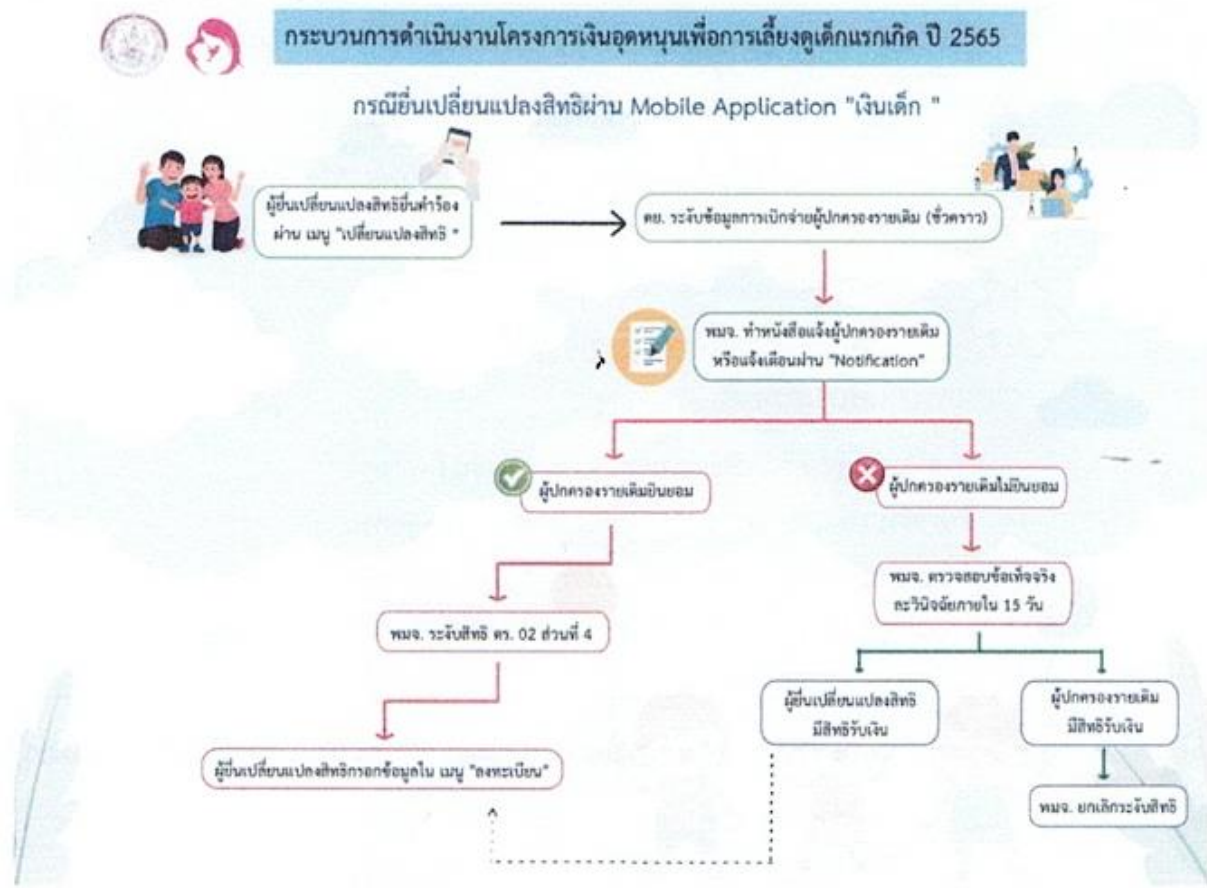 กระบวนการดำเนินงานโครงการเงินอุดหนุนเพื่อการเลี้ยงดูเด็กแรกเกิด ปี 2565
กรณียื่นเปลี่ยนแปลงสิทธิผ่าน Mobile Application "เงินเด็ก "
ผู้ยื่นเปลี่ยนแปลงสิทธิยื่นคำร้อง
ผ่าน เมนู "เปลี่ยนแปลงสิทธิ "
ดย. ระงับข้อมูลการเบิกจ่ายผู้ปกครองรายเดิม (ชั่วคราว)
พมจ. ทำหนังสือแจ้งผู้ปกครองรายเดิม
หรือแจ้งเตือนผ่าน "Notification"
ผู้ปกครองรายเดิมยินยอม
ผู้ปกครองรายเดิมไม่ยินยอม
พมจ. ตรวจสอบข้อเท็จจริง
ละวินิจฉัยภายใน 15 วัน
พมจ. ระงับสิทธิ ดร. 02 ส่วนที่ 4
ผู้ยื่นเปลี่ยนแปลงสิทธิ
มีสิทธิรับเงิน
ผู้ปกครองรายเดิม
มีสิทธิรับเงิน
ผู้ยื่นเปลี่ยนแปลงสิทธิกรอกข้อมูลใน เมนู "ลงทะเบียน"
พมจ. ยกเลิกระงับสิทธิ